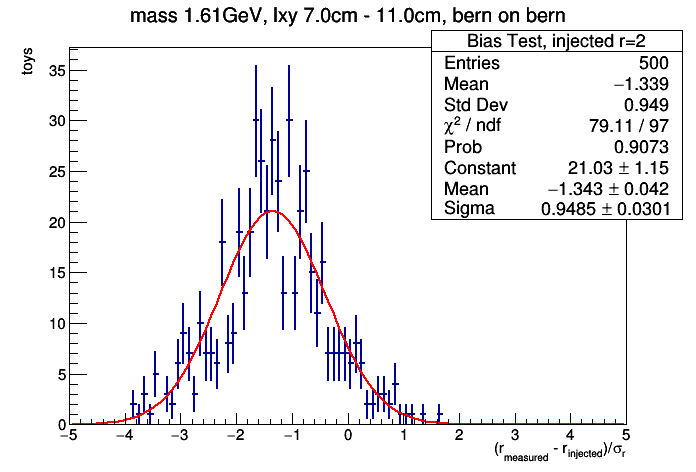 mass 1.61GeV, lxy 7.0cm - 11.0cm, bern on bern
Bias Test, injected r=2
Entries 500
Mean −1.339
Std Dev 0.949
χ² / ndf 79.11 / 97
Prob 0.9073
Constant 21.03 ± 1.15
Mean −1.343 ± 0.042
Sigma 0.9485 ± 0.0301
toys
35
30
25
20
15
10
5
0
−5 −4 −3 −2 −1 0 1 2 3 4 5
(r_measured - r_injected)/σ_r